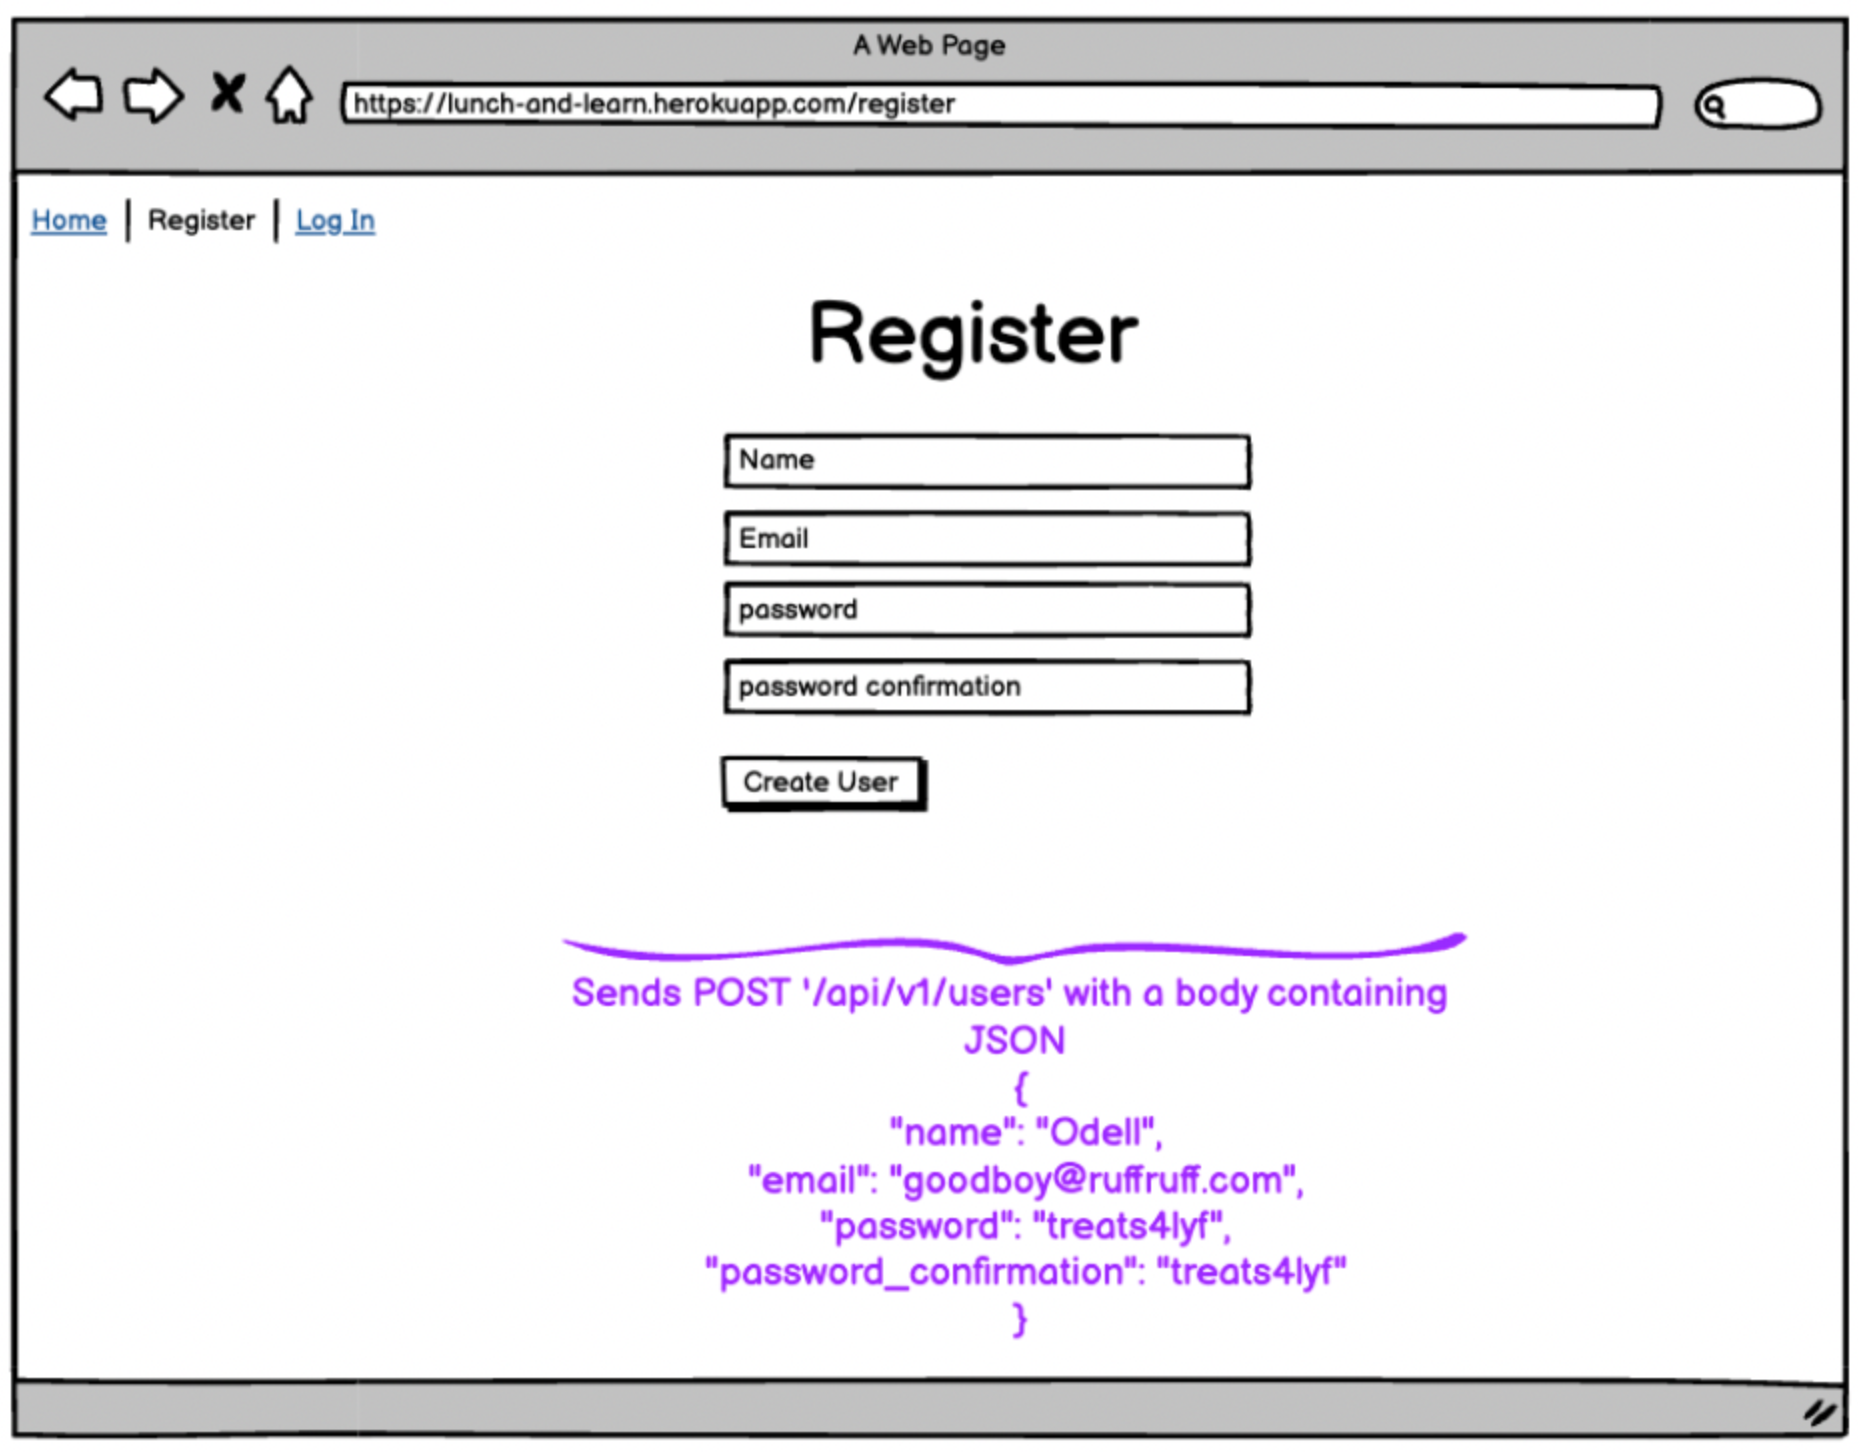 A Web Page
https://lunch-and-learn.herokuapp.com/register
Home | Register | Log In
Register
Name
Email
password
password confirmation
Create User
Sends POST '/api/v1/users' with a body containing
JSON
{
"name": "Odell",
"email": "goodboy@ruffruff.com",
"password": "treats4lyf",
"password_confirmation": "treats4lyf"
}